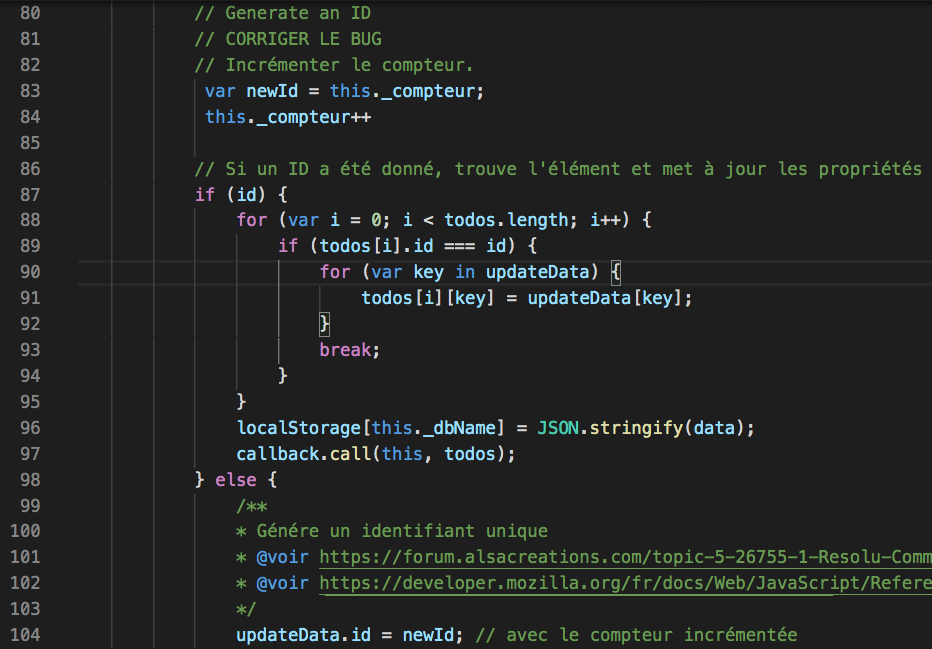 80 // Generate an ID
81 // CORRIGER LE BUG
82 // Incrémenter le compteur.
83 var newId = this._compteur;
84 this._compteur++
85
86 // Si un ID a été donné, trouve l'élément et met à jour les propriétés
87 if (id) {
88 for (var i = 0; i < todos.length; i++) {
89 if (todos[i].id === id) {
90 for (var key in updateData) {
91 todos[i][key] = updateData[key];
92 }
93 break;
94 }
95 }
96 localStorage[this._dbName] = JSON.stringify(data);
97 callback.call(this, todos);
98 } else {
99 /**
100 * Génére un identifiant unique
101 * @voir https://forum.alsacreations.com/topic-5-26755-1-Resolu-Comm
102 * @voir https://developer.mozilla.org/fr/docs/Web/JavaScript/Refere
103 */
104 updateData.id = newId; // avec le compteur incrémentée